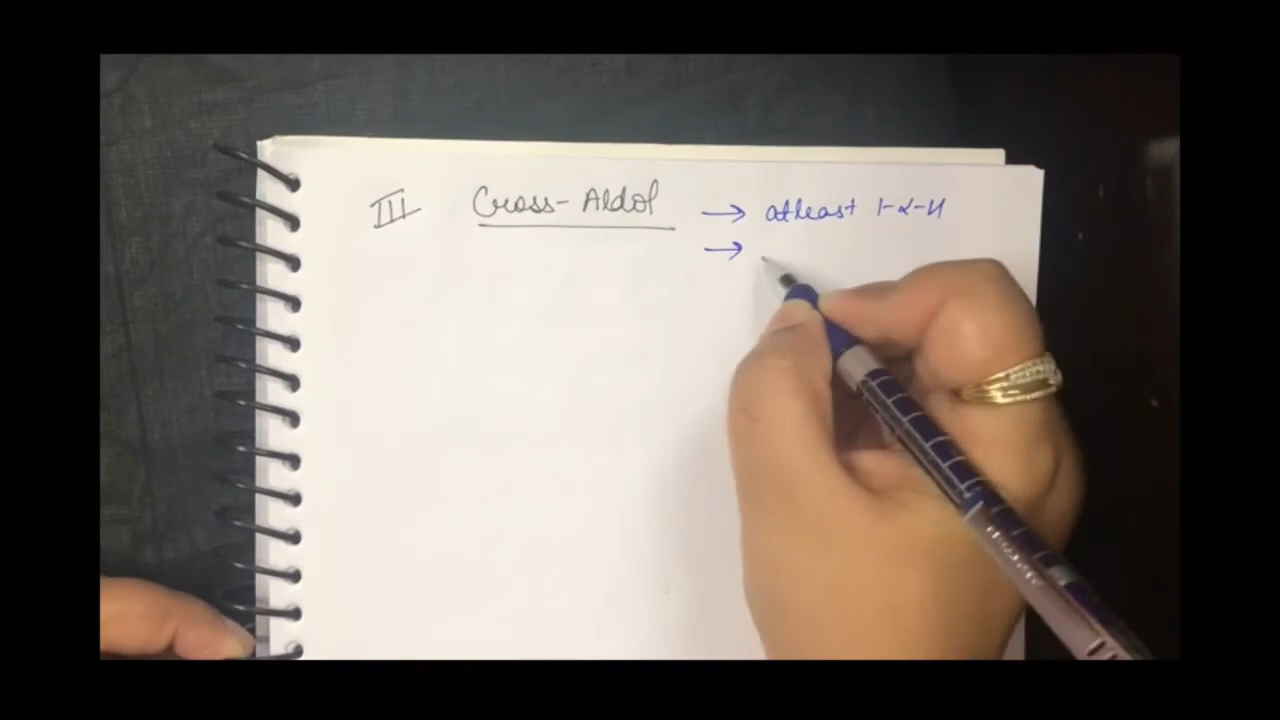 III Cross-Aldol → atleast 1-α-H
→